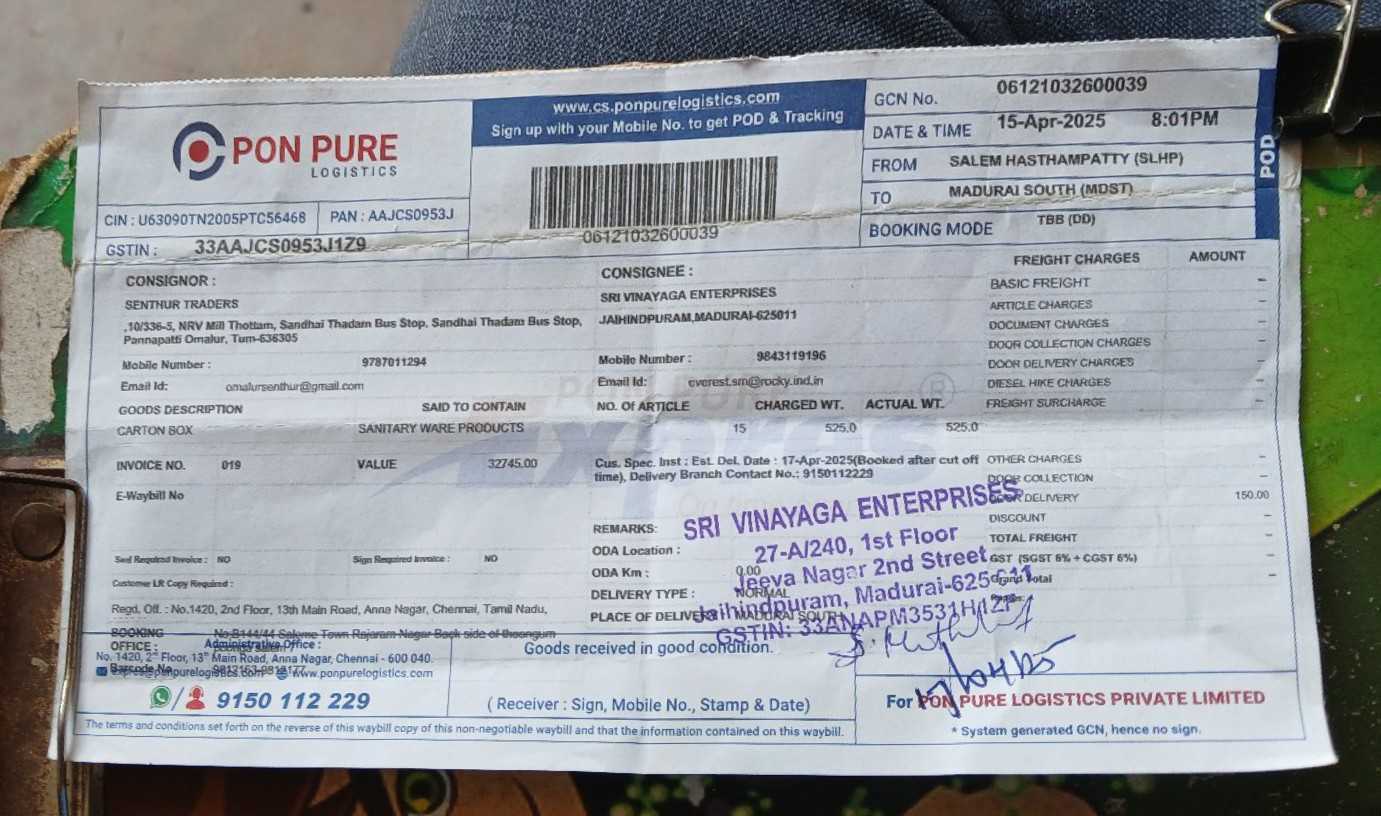 PON PURE
LOGISTICS
CIN : U63090TN2005PTC56468 PAN : AAJCS0953J
GSTIN : 33AAJCS0953J1Z9
www.cs.ponpurelogistics.com
Sign up with your Mobile No. to get POD & Tracking
06121032600039
GCN No. 06121032600039
DATE & TIME 15-Apr-2025 8:01PM
FROM SALEM HASTHAMPATTY (SLHP)
TO MADURAI SOUTH (MDST)
BOOKING MODE TBB (DD)
POD
CONSIGNOR :
SENTHUR TRADERS
,10/336-5, NRV Mill Thottam, Sandhai Thadam Bus Stop, Sandhai Thadam Bus Stop,
Pannapatti Omalur, Tum-636305
Mobile Number : 9787011294
Email Id: omalursenthur@gmail.com
CONSIGNEE :
SRI VINAYAGA ENTERPRISES
JAIHINDPURAM,MADURAI-625011
Mobile Number : 9843119196
Email Id: everest.sm@rocky.ind.in
FREIGHT CHARGES AMOUNT
BASIC FREIGHT -
ARTICLE CHARGES -
DOCUMENT CHARGES -
DOOR COLLECTION CHARGES -
DOOR DELIVERY CHARGES -
DIESEL HIKE CHARGES -
FREIGHT SURCHARGE -
GOODS DESCRIPTION SAID TO CONTAIN NO. Of ARTICLE CHARGED WT. ACTUAL WT.
CARTON BOX SANITARY WARE PRODUCTS 15 525.0 525.0
INVOICE NO. 019 VALUE 32745.00
E-Waybill No
Cus. Spec. Inst : Est. Del. Date : 17-Apr-2025(Booked after cut off
time), Delivery Branch Contact No.: 9150112229
OTHER CHARGES -
DOOR COLLECTION -
DOOR DELIVERY 150.00
DISCOUNT -
TOTAL FREIGHT -
GST (SGST 6% + CGST 6%) -
Grand Total -
REMARKS:
ODA Location :
ODA Km : 0.00
DELIVERY TYPE : NORMAL
PLACE OF DELIVERY MADURAI SOUTH
SRI VINAYAGA ENTERPRISES
27-A/240, 1st Floor
Jeeva Nagar 2nd Street
Jaihindpuram, Madurai-625 011
Sed Required Invoice : NO Sign Required Invoice : NO
Customer LR Copy Required :
Regd. Off. : No.1420, 2nd Floor, 13th Main Road, Anna Nagar, Chennai, Tamil Nadu,
BOOKING
OFFICE :
Administrative Office :
No. 1420, 2nd Floor, 13th Main Road, Anna Nagar, Chennai - 600 040.
www.ponpurelogistics.com
9150 112 229
Goods received in good condition.
(Receiver : Sign, Mobile No., Stamp & Date)
For PON PURE LOGISTICS PRIVATE LIMITED
* System generated GCN, hence no sign.
The terms and conditions set forth on the reverse of this waybill copy of this non-negotiable waybill and that the information contained on this waybill.